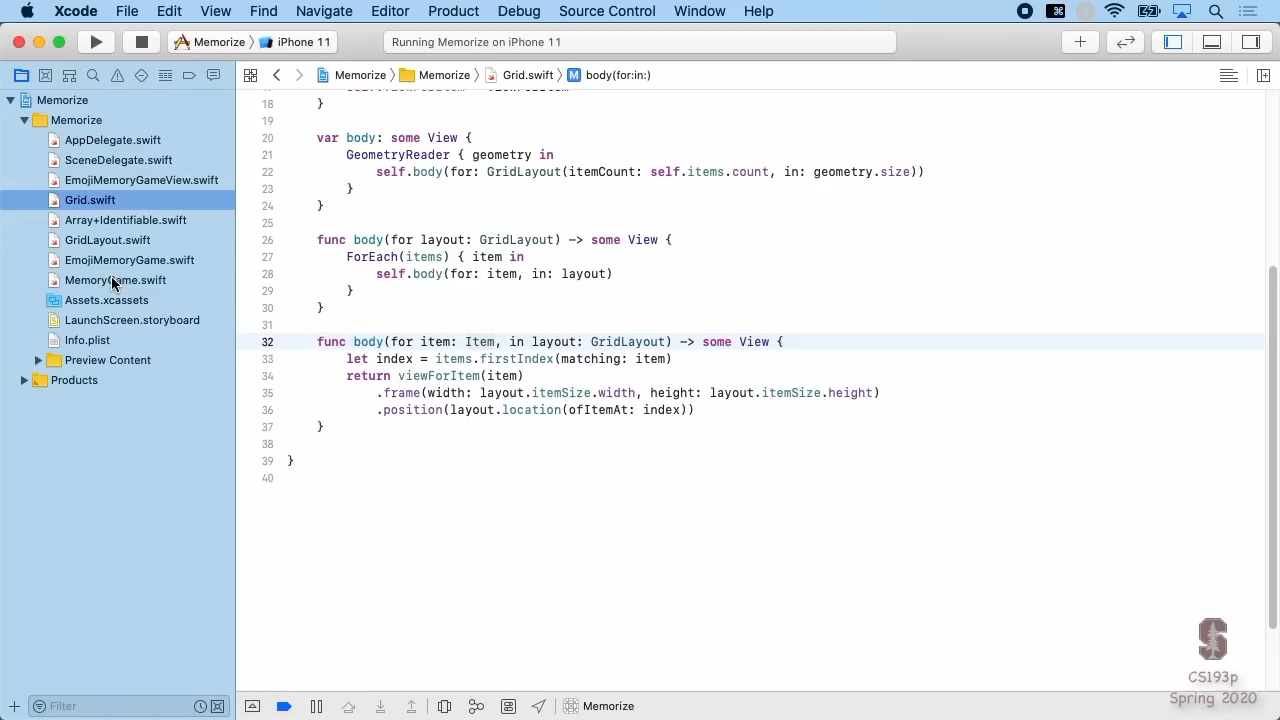 Xcode File Edit View Find Navigate Editor Product Debug Source Control Window Help
Memorize iPhone 11 Running Memorize on iPhone 11
Memorize Memorize Grid.swift M body(for:in:)
Memorize
Memorize
AppDelegate.swift
SceneDelegate.swift
EmojiMemoryGameView.swift
Grid.swift
Array+Identifiable.swift
GridLayout.swift
EmojiMemoryGame.swift
MemoryGame.swift
Assets.xcassets
LaunchScreen.storyboard
Info.plist
Preview Content
Products
Filter
18 }
19
20 var body: some View {
21 GeometryReader { geometry in
22 self.body(for: GridLayout(itemCount: self.items.count, in: geometry.size))
23 }
24 }
25
26 func body(for layout: GridLayout) -> some View {
27 ForEach(items) { item in
28 self.body(for: item, in: layout)
29 }
30 }
31
32 func body(for item: Item, in layout: GridLayout) -> some View {
33 let index = items.firstIndex(matching: item)
34 return viewForItem(item)
35 .frame(width: layout.itemSize.width, height: layout.itemSize.height)
36 .position(layout.location(ofItemAt: index))
37 }
38
39 }
40
Memorize
S
CS193p
Spring 2020